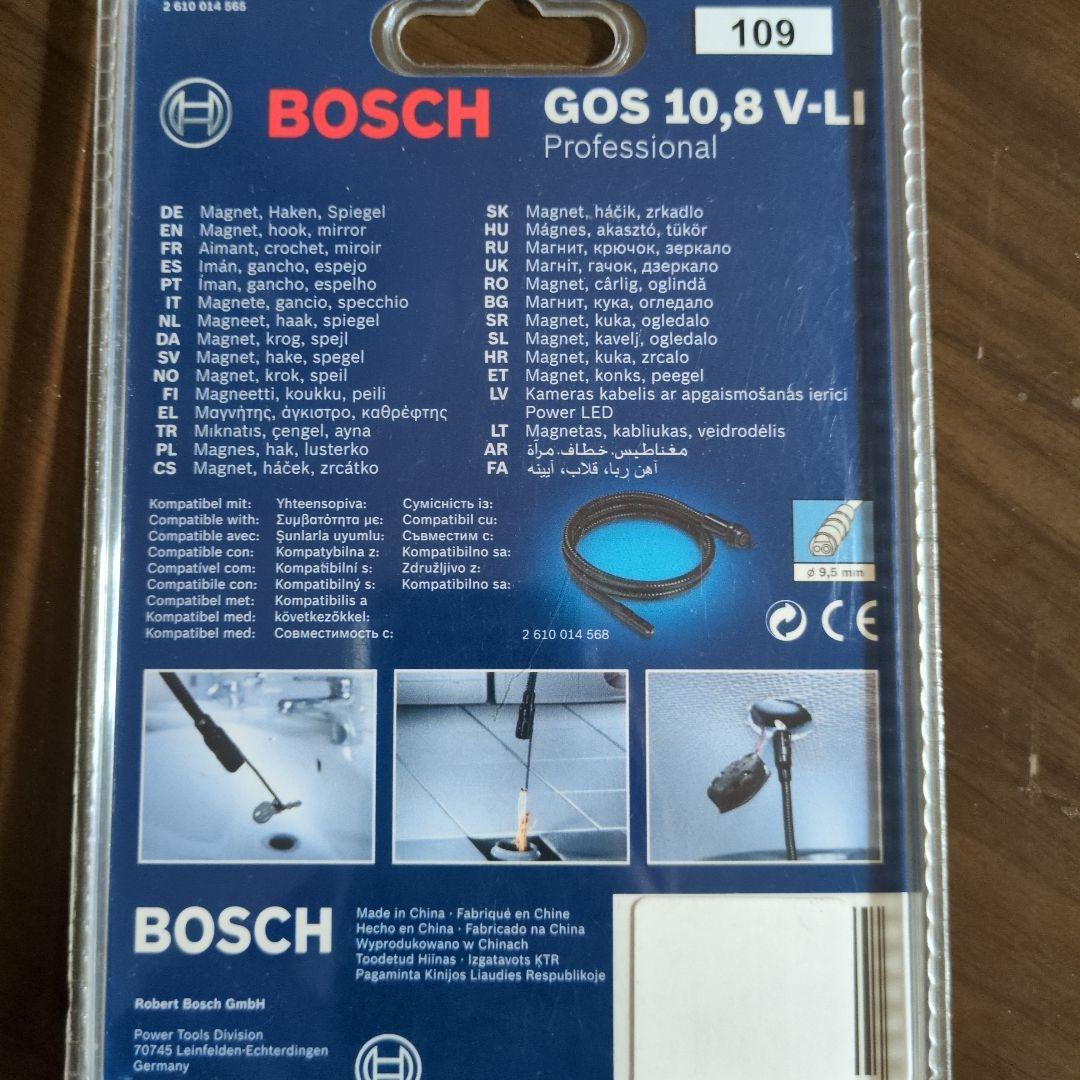 2 610 014 565
109
BOSCH
GOS 10,8 V-LI
Professional
DE Magnet, Haken, Spiegel
EN Magnet, hook, mirror
FR Aimant, crochet, miroir
ES Imán, gancho, espejo
PT Íman, gancho, espelho
IT Magnete, gancio, specchio
NL Magneet, haak, spiegel
DA Magnet, krog, spejl
SV Magnet, hake, spegel
NO Magnet, krok, speil
FI Magneetti, koukku, peili
EL Μαγνήτης, άγκιστρο, καθρέφτης
TR Mıknatıs, çengel, ayna
PL Magnes, hak, lusterko
CS Magnet, háček, zrcátko
SK Magnet, háčik, zrkadlo
HU Mágnes, akasztó, tükör
RU Магнит, крючок, зеркало
UK Магніт, гачок, дзеркало
RO Magnet, cârlig, oglindă
BG Магнит, кука, огледало
SR Magnet, kuka, ogledalo
SL Magnet, kavelj, ogledalo
HR Magnet, kuka, zrcalo
ET Magnet, konks, peegel
LV Kameras kabelis ar apgaismošanas ierīci
Power LED
LT Magnetas, kabliukas, veidrodėlis
AR مغناطيس. خطاف. مرآة
FA آهن ربا، قلاب، آیینه
Kompatibel mit:
Compatible with:
Compatible avec:
Compatible con:
Compatível com:
Compatibile con:
Compatibel met:
Kompatibel med:
Kompatibel med:
Yhteensopiva:
Συμβατότητα με:
Şunlarla uyumlu:
Kompatybilna z:
Kompatibilní s:
Kompatibilný s:
Kompatibilis a
következőkkel:
Совместимость с:
Сумісність із:
Compatibil cu:
Съвместим с:
Kompatibilno sa:
Združljivo z:
Kompatibilno sa:
2 610 014 568
ø 9,5 mm
CE
BOSCH
Made in China · Fabriqué en Chine
Hecho en China · Fabricado na China
Wyprodukowano w Chinach
Toodetud Hiinas · Izgatavots ĶTR
Pagaminta Kinijos Liaudies Respublikoje
Robert Bosch GmbH
Power Tools Division
70745 Leinfelden-Echterdingen
Germany